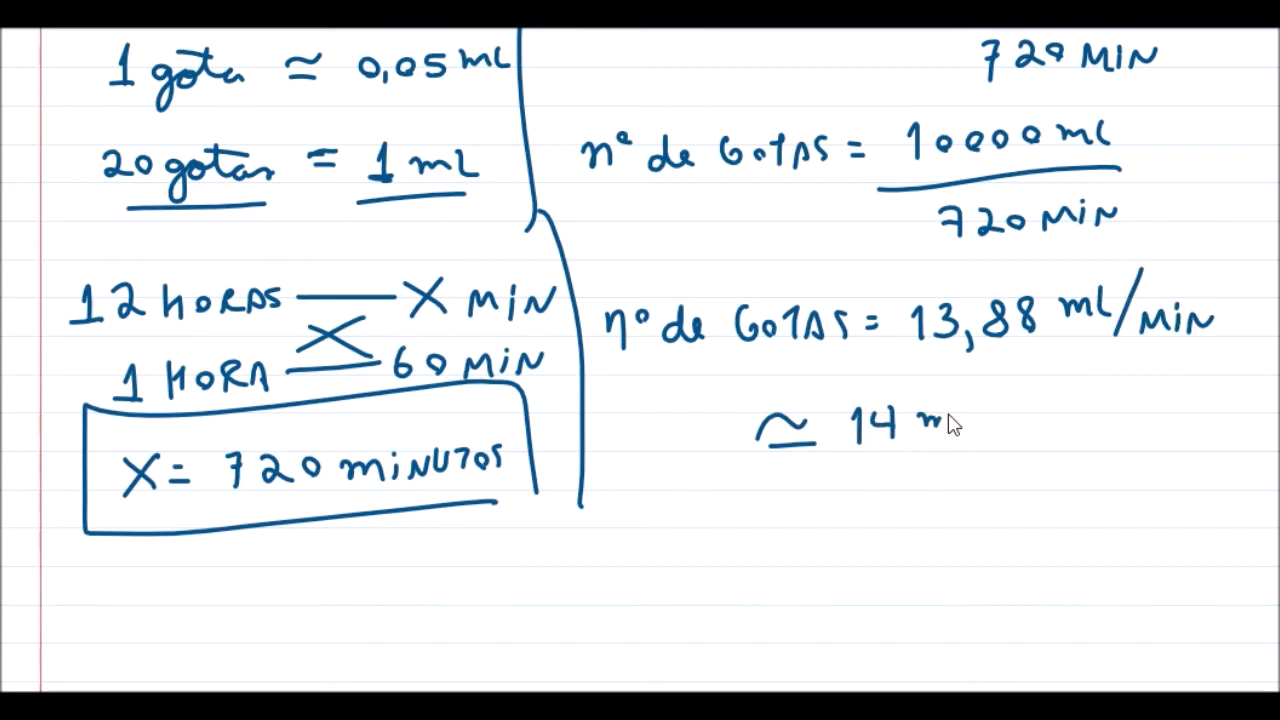 1 gota ≃ 0,05 ml
20 gotas = 1 ml
12 HORAS — X MIN
1 HORA — 60 MIN
X = 720 MINUTOS
720 MIN
nº de GOTAS = 10000 ml
720 MIN
nº de GOTAS = 13,88 ml/MIN
≃ 14 m